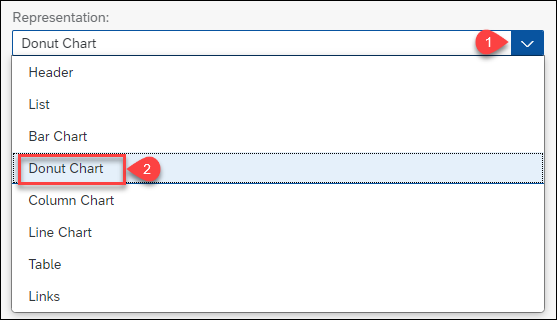 Representation:
Donut Chart
1
Header
List
Bar Chart
Donut Chart
2
Column Chart
Line Chart
Table
Links